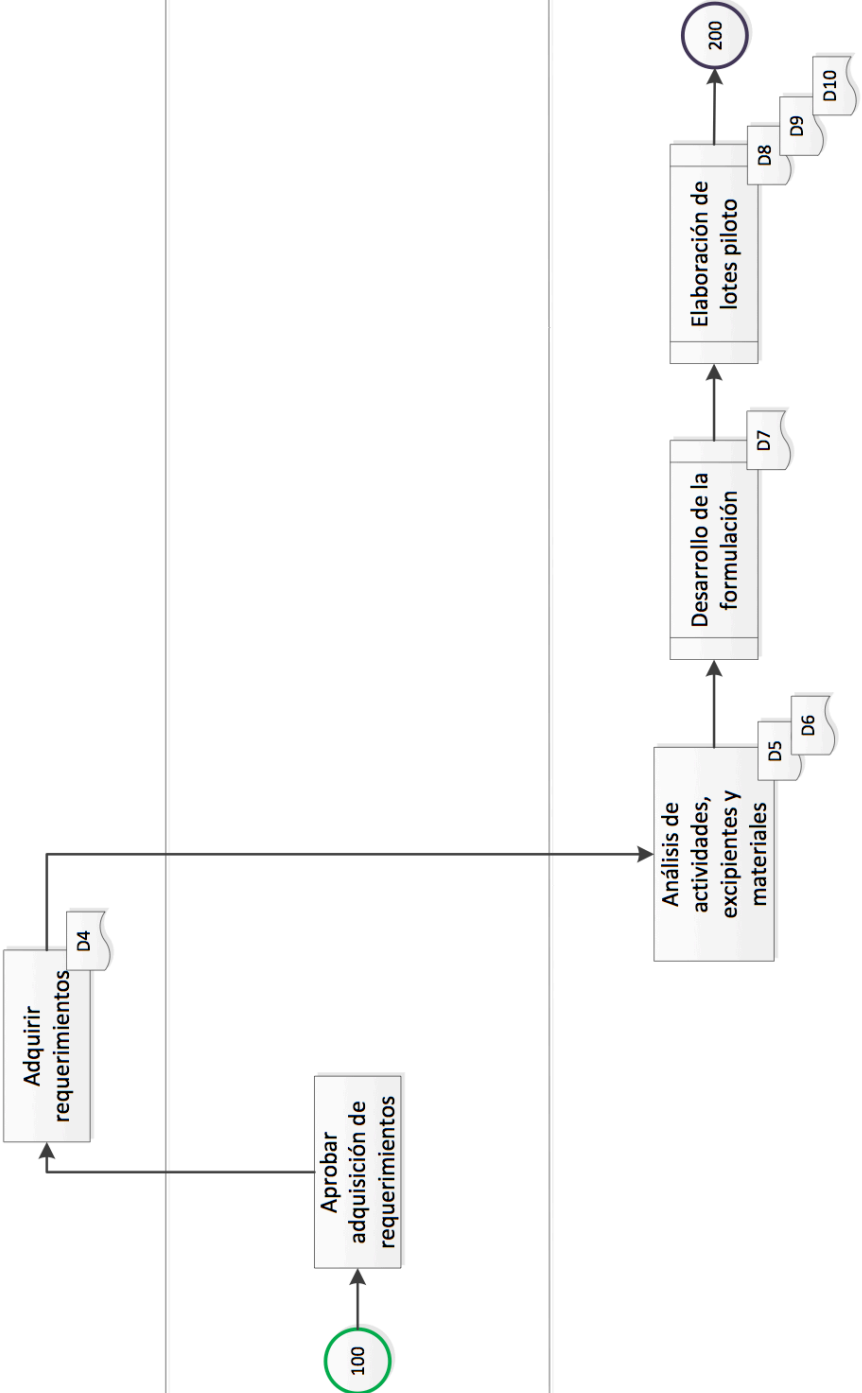 100
Aprobar
adquisición de
requerimientos
Adquirir
requerimientos
D4
Análisis de
actividades,
excipientes y
materiales
D5
D6
Desarrollo de la
formulación
D7
Elaboración de
lotes piloto
D8
D9
D10
200